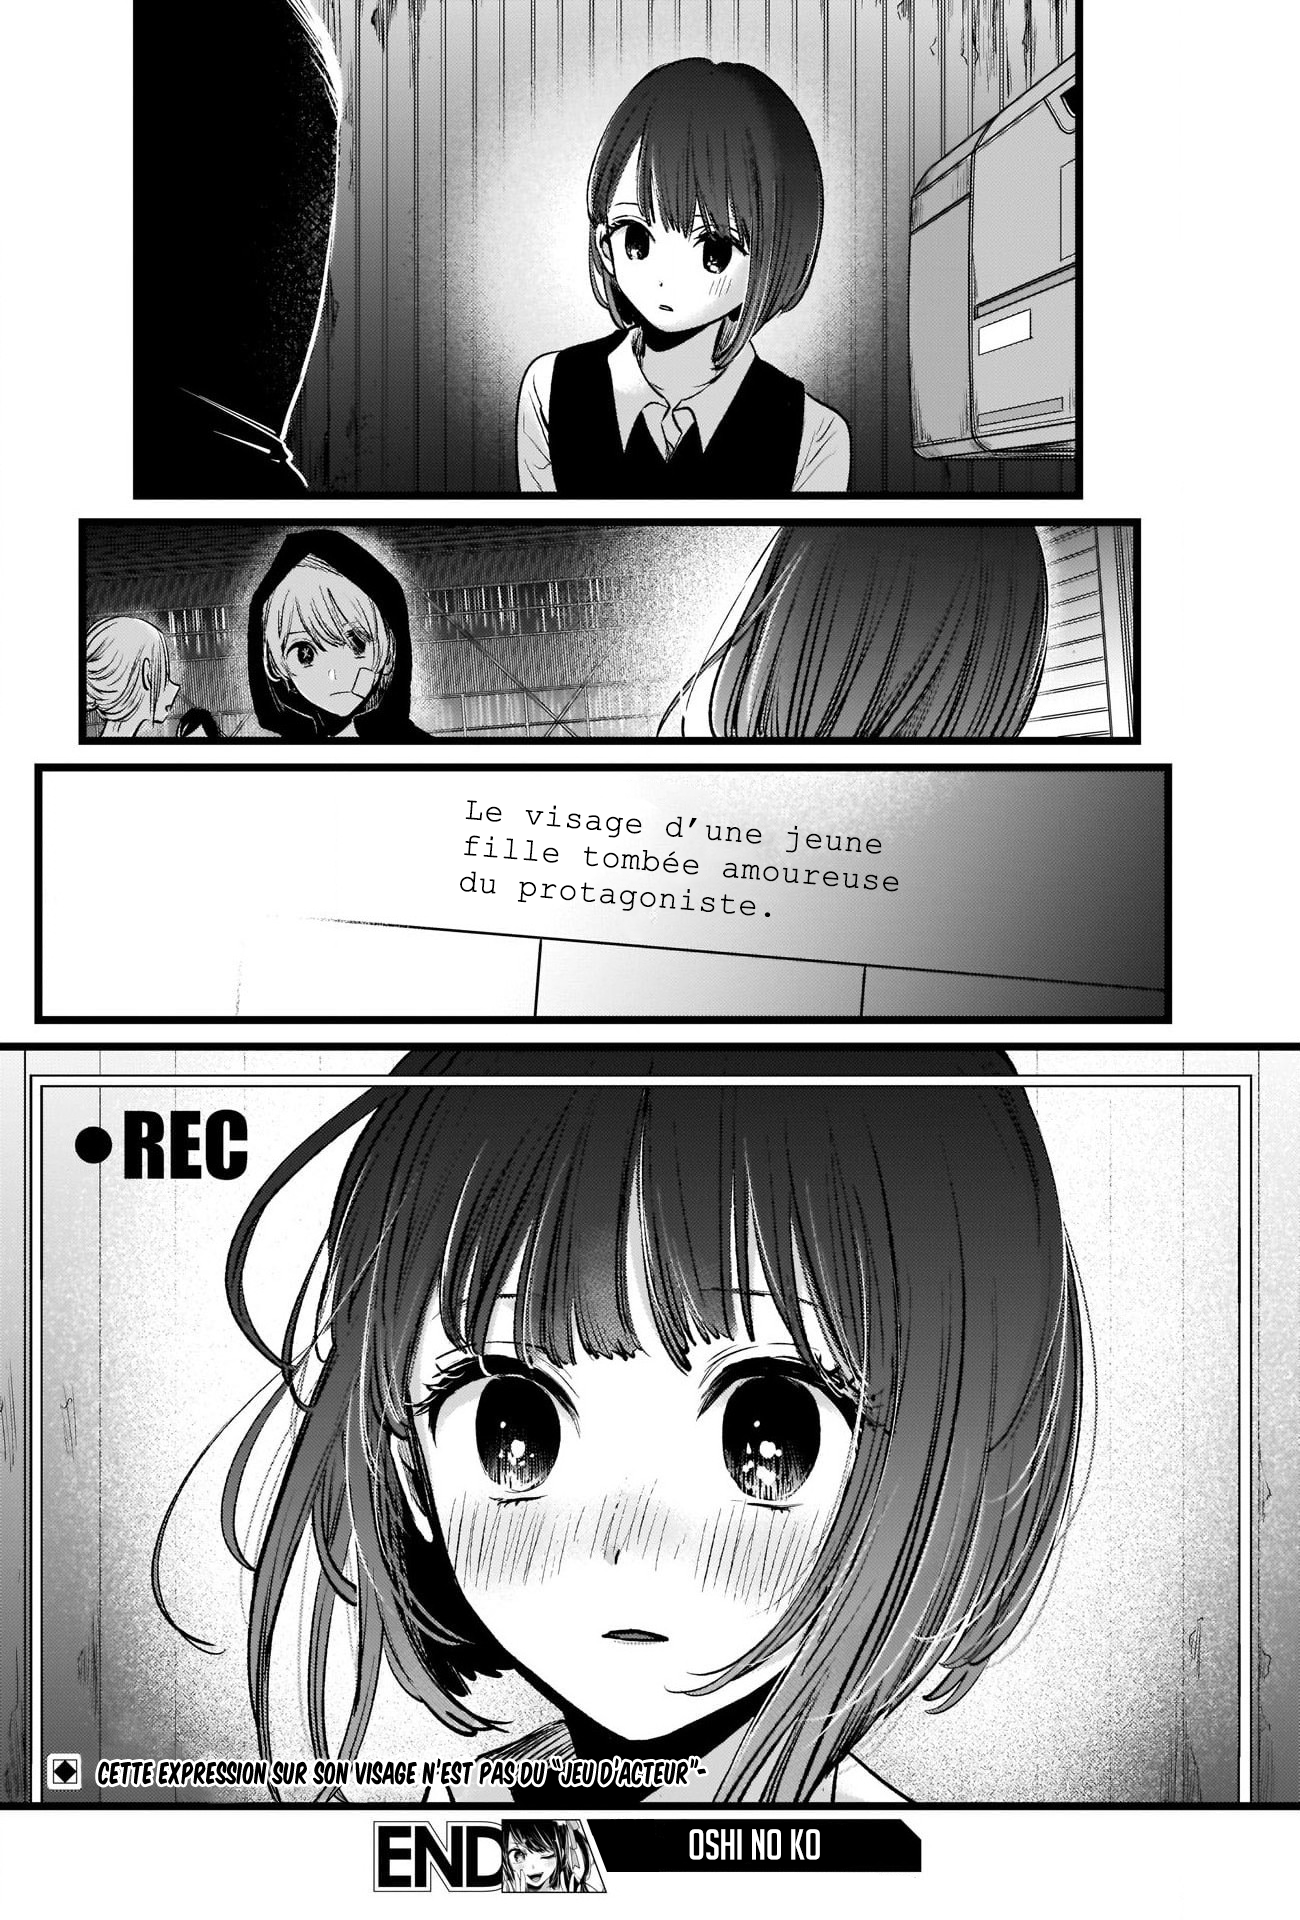 Le visage d’une jeune
fille tombée amoureuse
du protagoniste.
REC
CETTE EXPRESSION SUR SON VISAGE N'EST PAS DU “JEU D'ACTEUR”-
END
OSHI NO KO